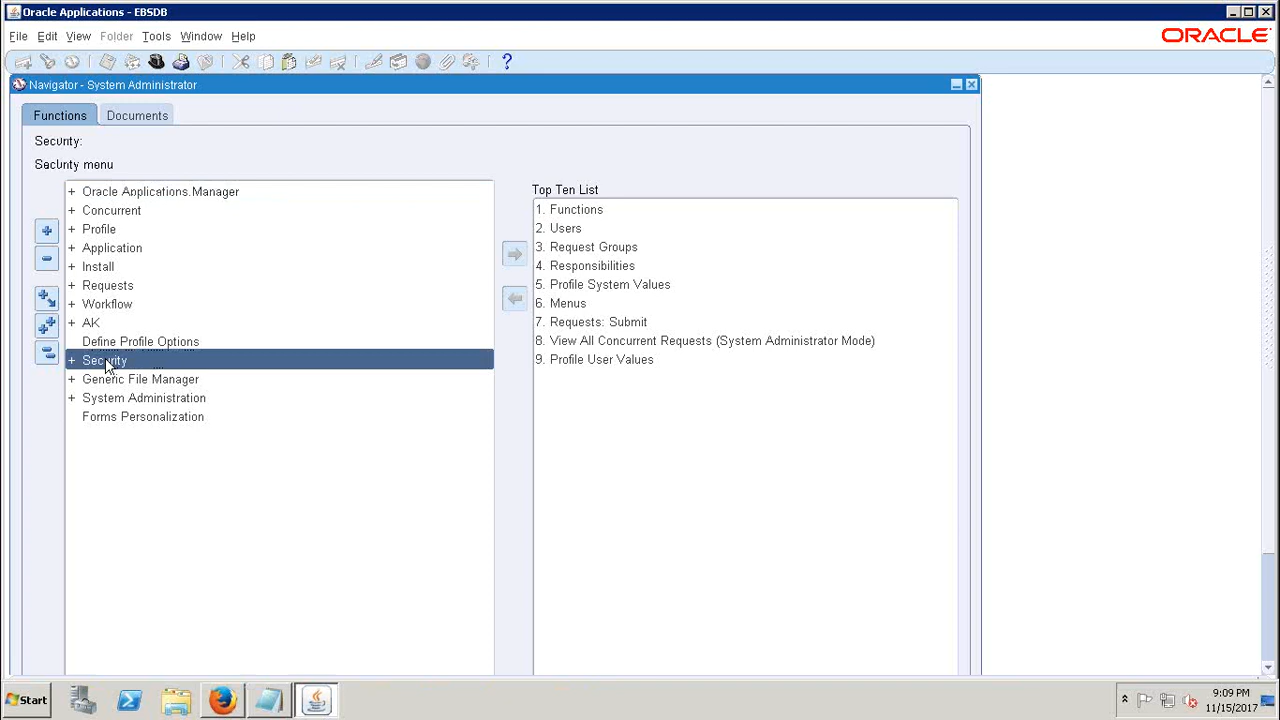 Oracle Applications - EBSDB
File Edit View Folder Tools Window Help
ORACLE
Navigator - System Administrator
Functions Documents
Security:
Security menu
Top Ten List
+ Oracle Applications Manager
+ Concurrent
+ Profile
+ Application
+ Install
+ Requests
+ Workflow
+ AK
Define Profile Options
+ Security
+ Generic File Manager
+ System Administration
Forms Personalization
1. Functions
2. Users
3. Request Groups
4. Responsibilities
5. Profile System Values
6. Menus
7. Requests: Submit
8. View All Concurrent Requests (System Administrator Mode)
9. Profile User Values
Start
9:09 PM
11/15/2017